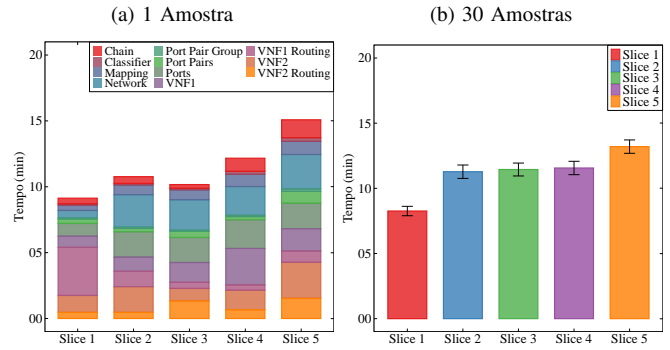 (a) 1 Amostra
20
15
10
05
00
Tempo (min)
Chain
Classifier
Mapping
Network
Port Pair Group
Port Pairs
Ports
VNF1
VNF1 Routing
VNF2
VNF2 Routing
Slice 1 Slice 2 Slice 3 Slice 4 Slice 5
(b) 30 Amostras
20
15
10
05
00
Tempo (min)
Slice 1
Slice 2
Slice 3
Slice 4
Slice 5
Slice 1 Slice 2 Slice 3 Slice 4 Slice 5